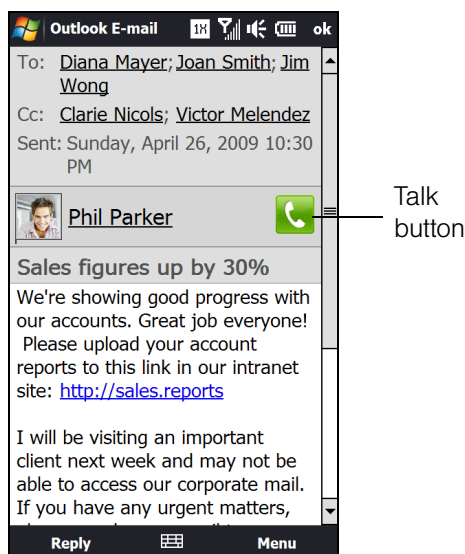 Outlook E-mail 1X ok
To: Diana Mayer; Joan Smith; Jim
Wong
Cc: Clarie Nicols; Victor Melendez
Sent: Sunday, April 26, 2009 10:30
PM
Phil Parker
Talk
button
Sales figures up by 30%
We're showing good progress with
our accounts. Great job everyone!
Please upload your account
reports to this link in our intranet
site: http://sales.reports
I will be visiting an important
client next week and may not be
able to access our corporate mail.
If you have any urgent matters,
Reply Menu